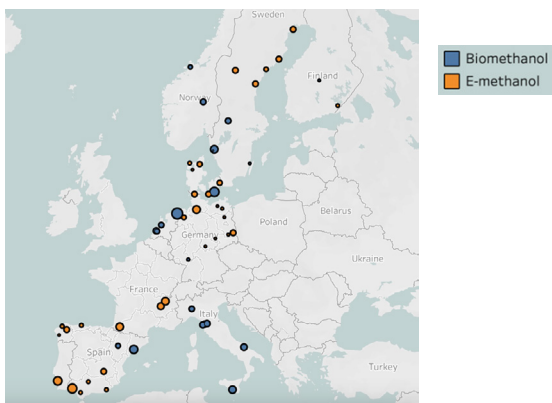 Sweden
Finland
Norway
Biomethanol
E-methanol
Belarus
Poland
Germany
Ukraine
France
Italy
Spain
Turkey